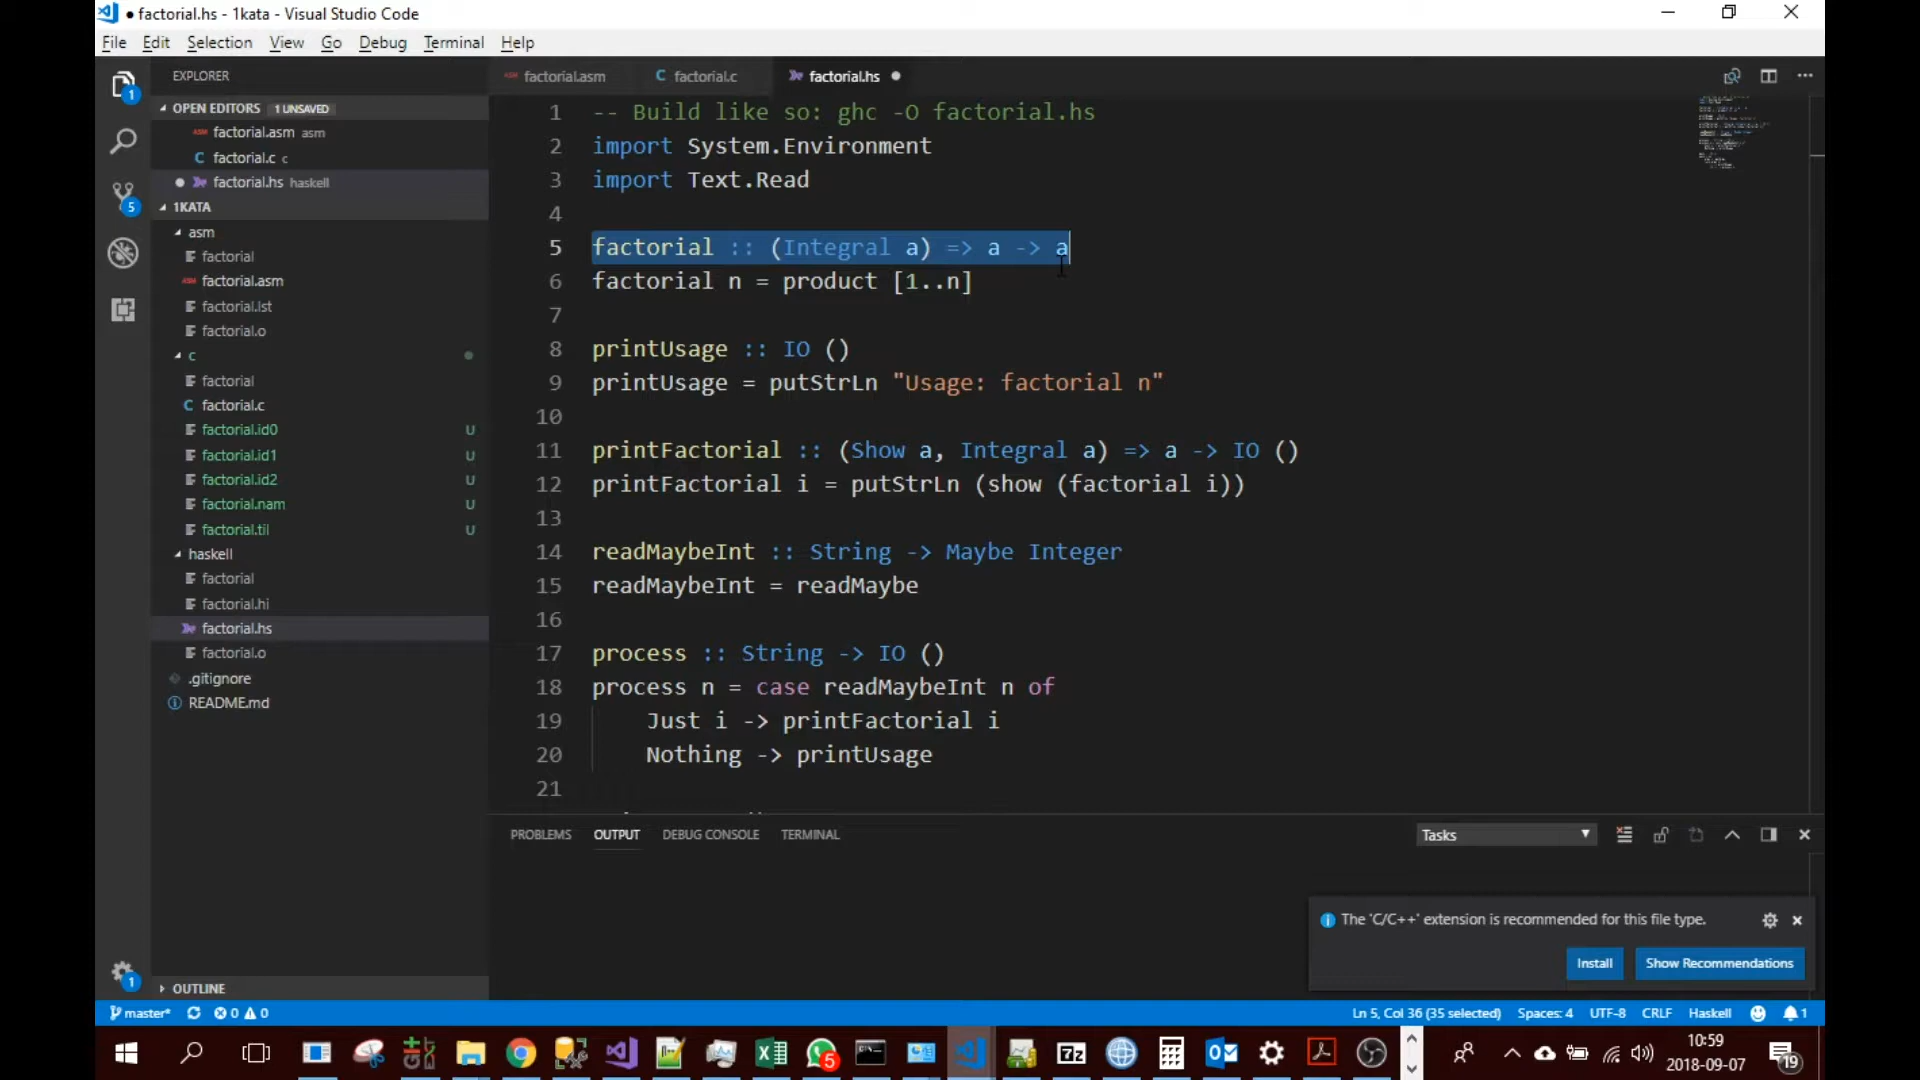 factorial.hs - 1kata - Visual Studio Code
File Edit Selection View Go Debug Terminal Help
EXPLORER
OPEN EDITORS 1 UNSAVED
factorial.asm asm
factorial.c c
factorial.hs haskell
1KATA
asm
factorial
factorial.asm
factorial.lst
factorial.o
c
factorial
factorial.c
factorial.id0 U
factorial.id1 U
factorial.id2 U
factorial.nam U
factorial.til U
haskell
factorial
factorial.hi
factorial.hs
factorial.o
.gitignore
README.md
OUTLINE
1
5
1
factorial.asm factorial.c factorial.hs
1 -- Build like so: ghc -O factorial.hs
2 import System.Environment
3 import Text.Read
4
5 factorial :: (Integral a) => a -> a
6 factorial n = product [1..n]
7
8 printUsage :: IO ()
9 printUsage = putStrLn "Usage: factorial n"
10
11 printFactorial :: (Show a, Integral a) => a -> IO ()
12 printFactorial i = putStrLn (show (factorial i))
13
14 readMaybeInt :: String -> Maybe Integer
15 readMaybeInt = readMaybe
16
17 process :: String -> IO ()
18 process n = case readMaybeInt n of
19 Just i -> printFactorial i
20 Nothing -> printUsage
21
PROBLEMS OUTPUT DEBUG CONSOLE TERMINAL Tasks
The 'C/C++' extension is recommended for this file type.
Install Show Recommendations
master* 0 0 Ln 5, Col 36 (35 selected) Spaces: 4 UTF-8 CRLF Haskell 1
5 7z 10:59
2018-09-07 19